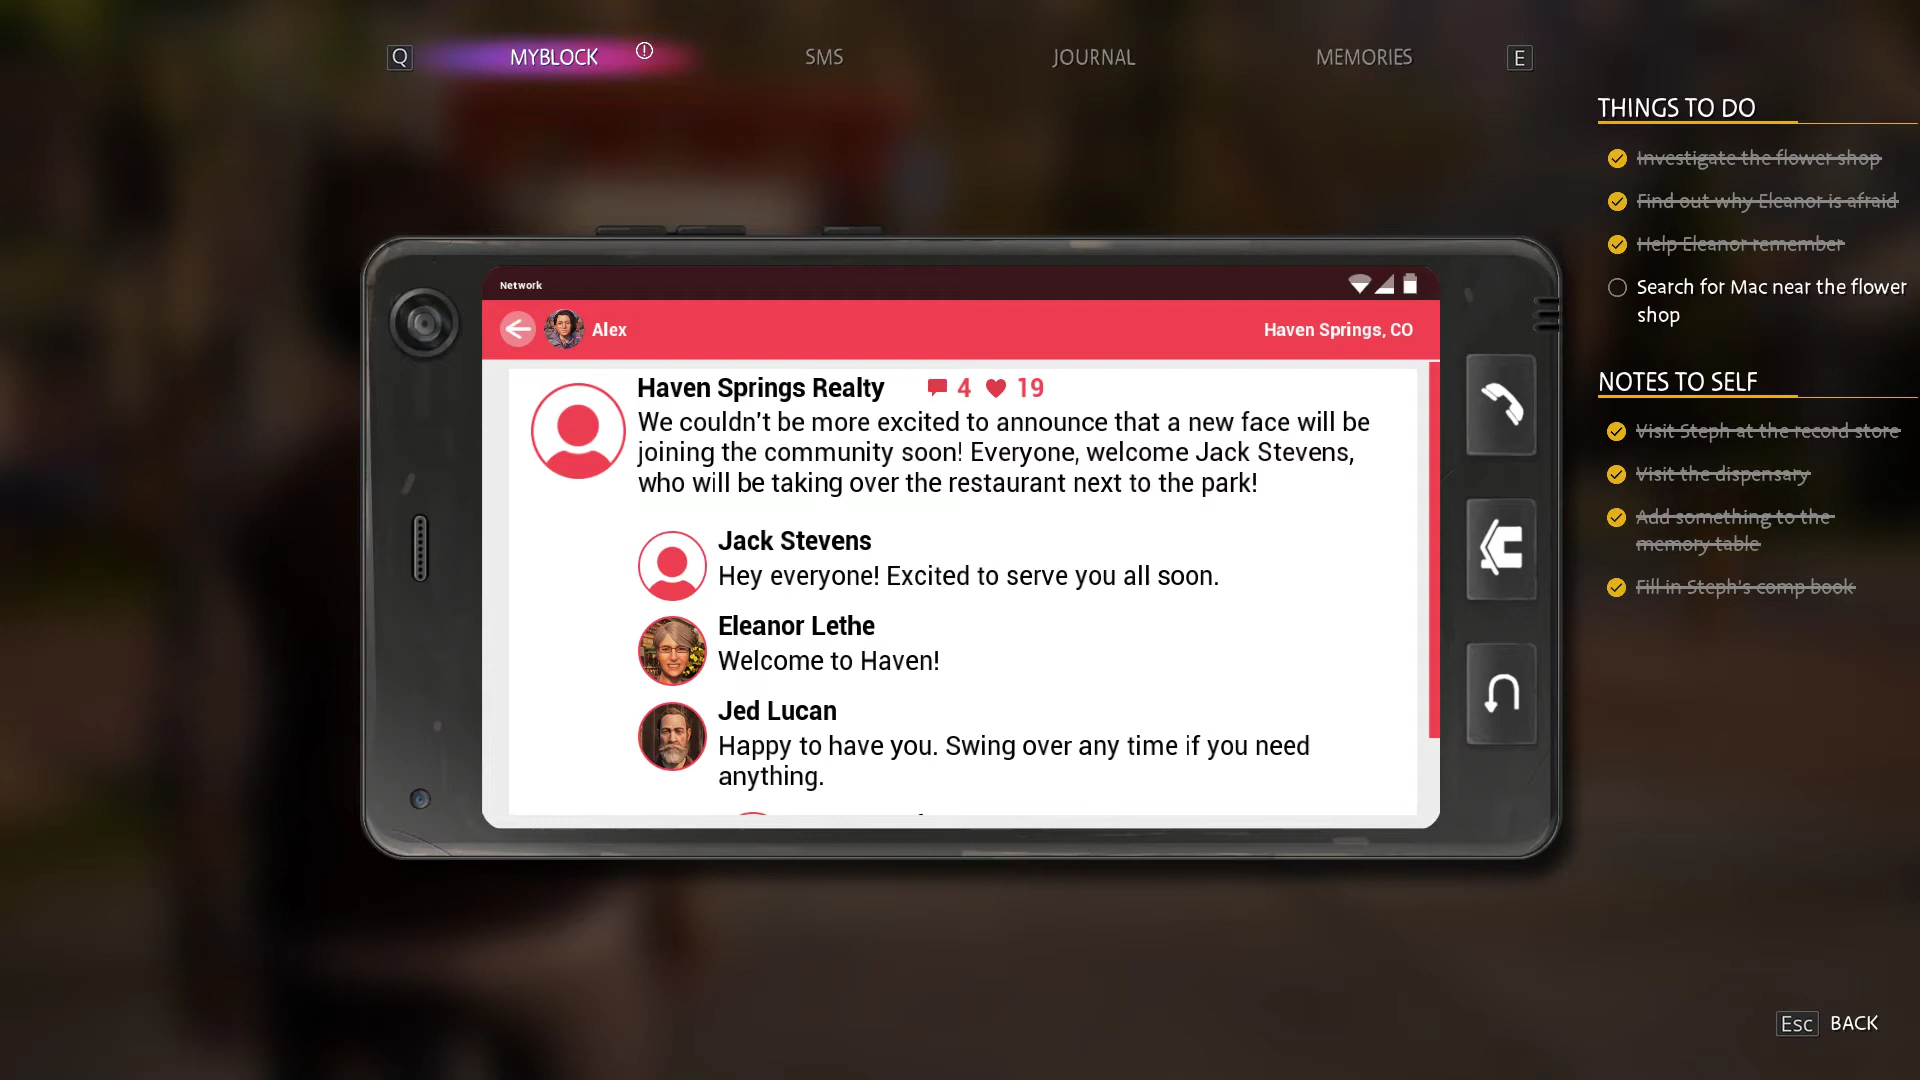 Q MYBLOCK SMS JOURNAL MEMORIES E
THINGS TO DO
Investigate the flower shop
Find out why Eleanor is afraid
Help Eleanor remember
Search for Mac near the flower
shop
NOTES TO SELF
Visit Steph at the record store
Visit the dispensary
Add something to the
memory table
Fill in Steph's comp book
Network
Alex Haven Springs, CO
Haven Springs Realty 4 19
We couldn't be more excited to announce that a new face will be
joining the community soon! Everyone, welcome Jack Stevens,
who will be taking over the restaurant next to the park!
Jack Stevens
Hey everyone! Excited to serve you all soon.
Eleanor Lethe
Welcome to Haven!
Jed Lucan
Happy to have you. Swing over any time if you need
anything.
Esc BACK